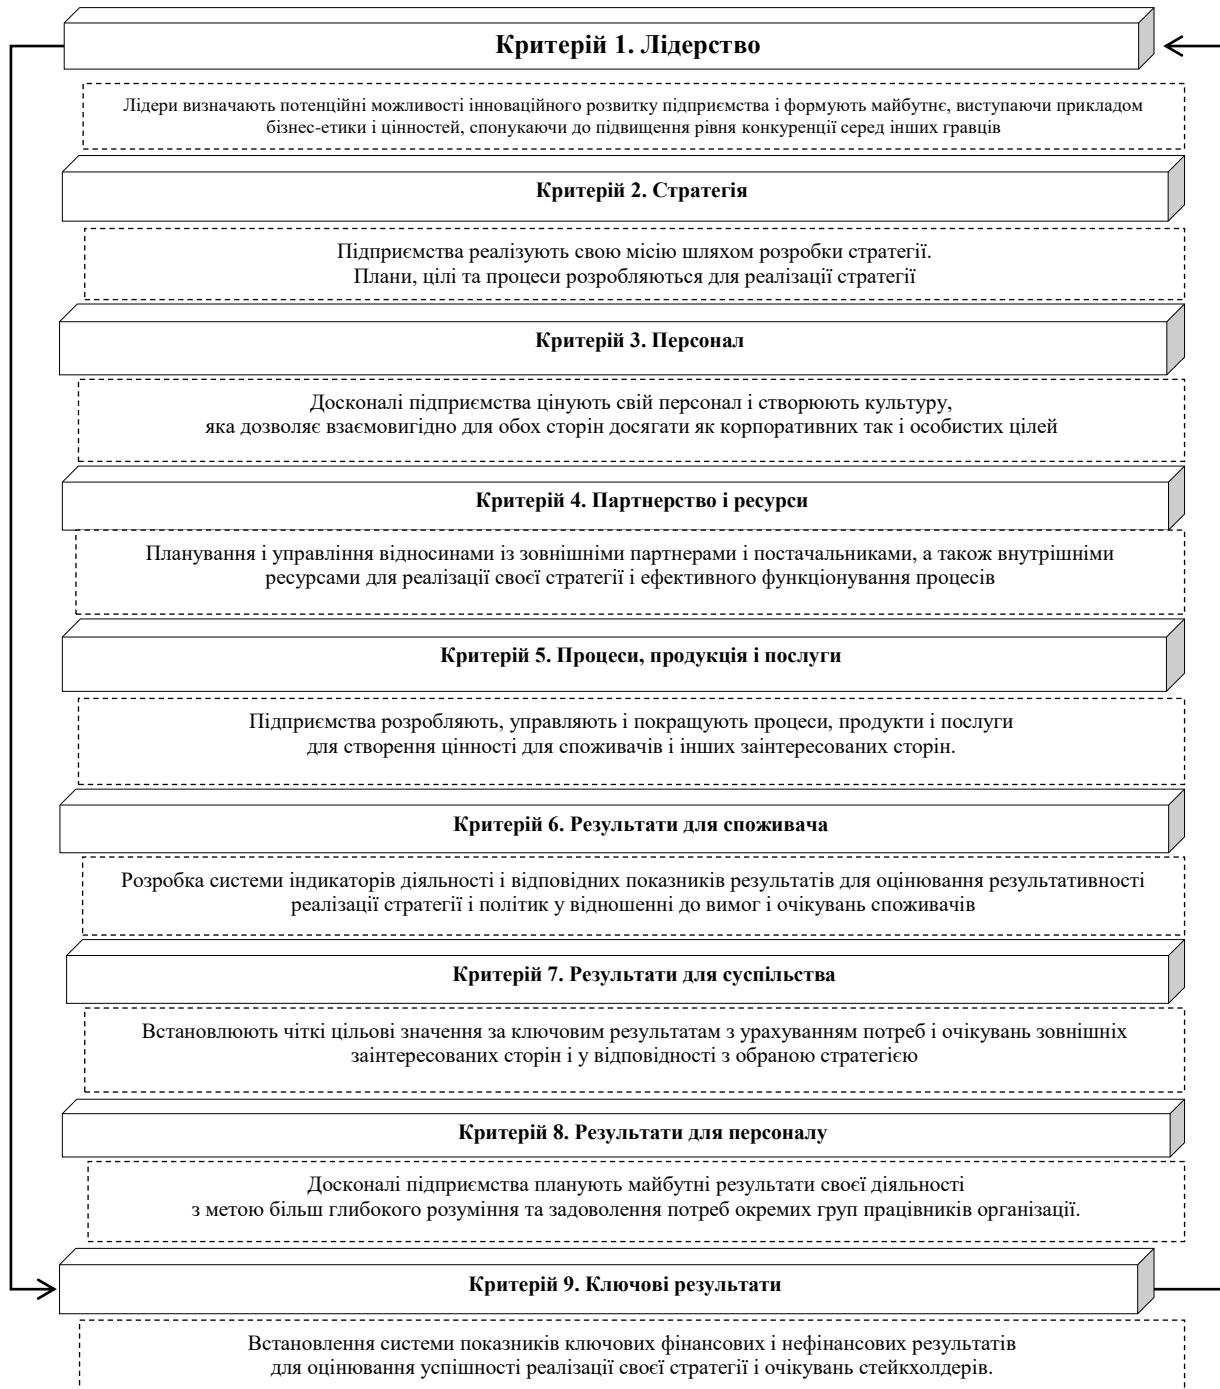 Критерій 1. Лідерство
Лідери визначають потенційні можливості інноваційного розвитку підприємства і формують майбутнє, виступаючи прикладом
бізнес-етики і цінностей, спонукаючи до підвищення рівня конкуренції серед інших гравців
Критерій 2. Стратегія
Підприємства реалізують свою місію шляхом розробки стратегії.
Плани, цілі та процеси розробляються для реалізації стратегії
Критерій 3. Персонал
Досконалі підприємства цінують свій персонал і створюють культуру,
яка дозволяє взаємовигідно для обох сторін досягати як корпоративних так і особистих цілей
Критерій 4. Партнерство і ресурси
Планування і управління відносинами із зовнішніми партнерами і постачальниками, а також внутрішніми
ресурсами для реалізації своєї стратегії і ефективного функціонування процесів
Критерій 5. Процеси, продукція і послуги
Підприємства розробляють, управляють і покращують процеси, продукти і послуги
для створення цінності для споживачів і інших заінтересованих сторін.
Критерій 6. Результати для споживача
Розробка системи індикаторів діяльності і відповідних показників результатів для оцінювання результативності
реалізації стратегії і політик у відношенні до вимог і очікувань споживачів
Критерій 7. Результати для суспільства
Встановлюють чіткі цільові значення за ключовим результатам з урахуванням потреб і очікувань зовнішніх
заінтересованих сторін і у відповідності з обраною стратегією
Критерій 8. Результати для персоналу
Досконалі підприємства планують майбутні результати своєї діяльності
з метою більш глибокого розуміння та задоволення потреб окремих груп працівників організації.
Критерій 9. Ключові результати
Встановлення системи показників ключових фінансових і нефінансових результатів
для оцінювання успішності реалізації своєї стратегії і очікувань стейкхолдерів.